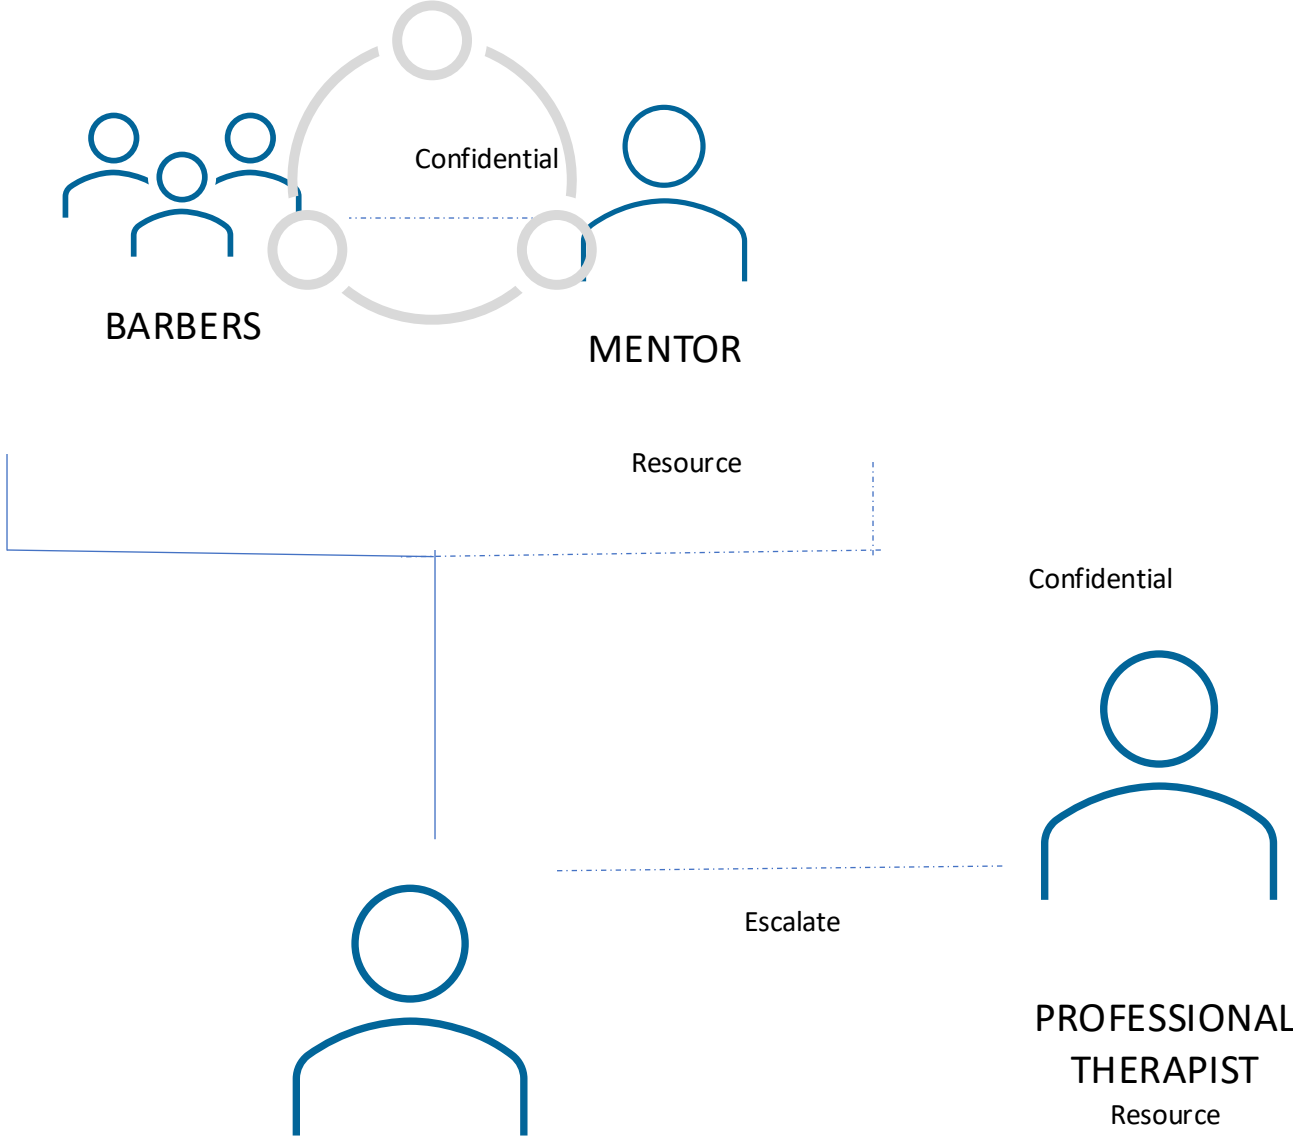 Confidential
BARBERS
MENTOR
Resource
Confidential
Escalate
PROFESSIONAL
THERAPIST
Resource